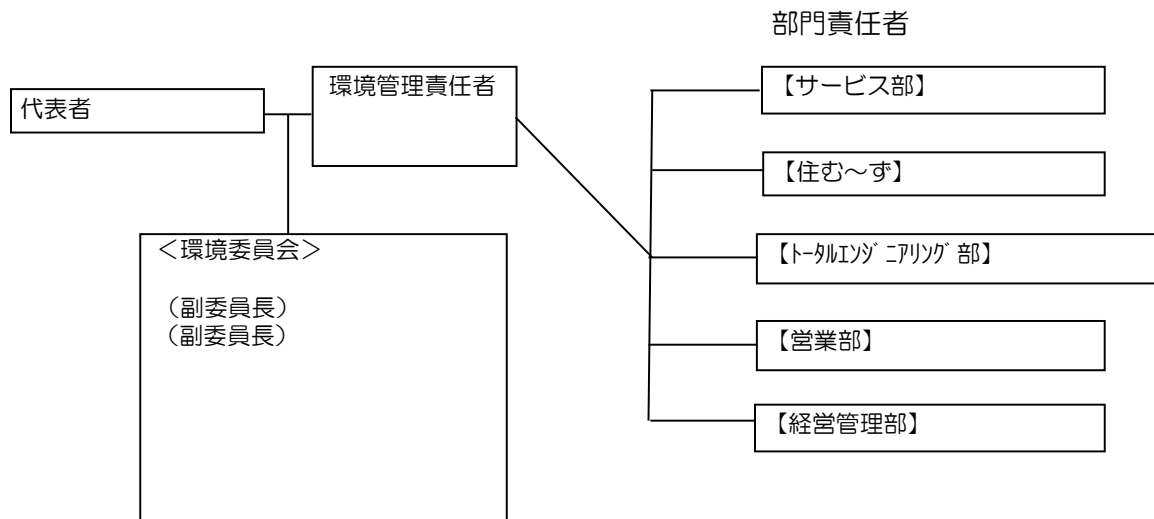 部門責任者
代表者
環境管理責任者
【サービス部】
【住む～ず】
【ﾄｰﾀﾙｴﾝｼﾞﾆｱﾘﾝｸﾞ部】
【営業部】
【経営管理部】
＜環境委員会＞
（副委員長）
（副委員長）